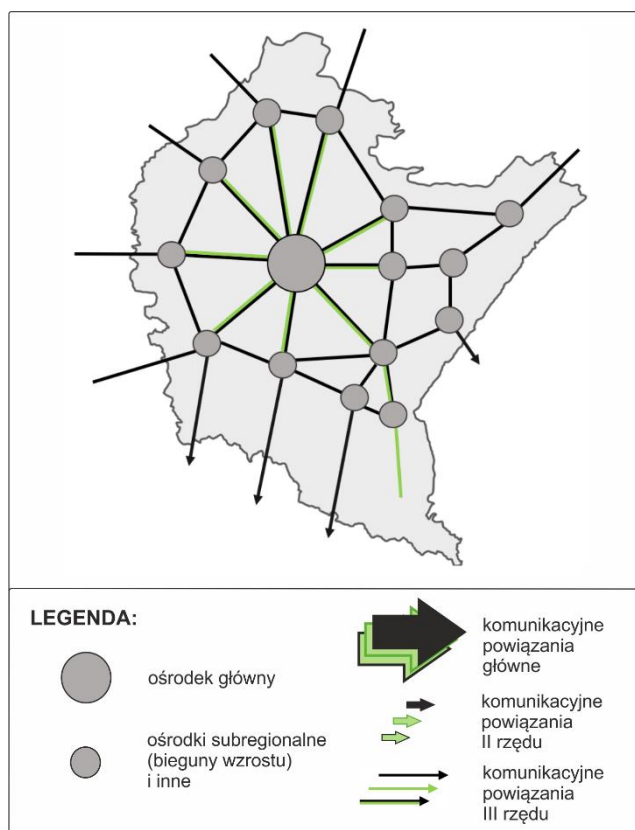 LEGENDA:
ośrodek główny
ośrodki subregionalne
(bieguny wzrostu)
i inne
komunikacyjne
powiązania
główne
komunikacyjne
powiązania
II rzędu
komunikacyjne
powiązania
III rzędu